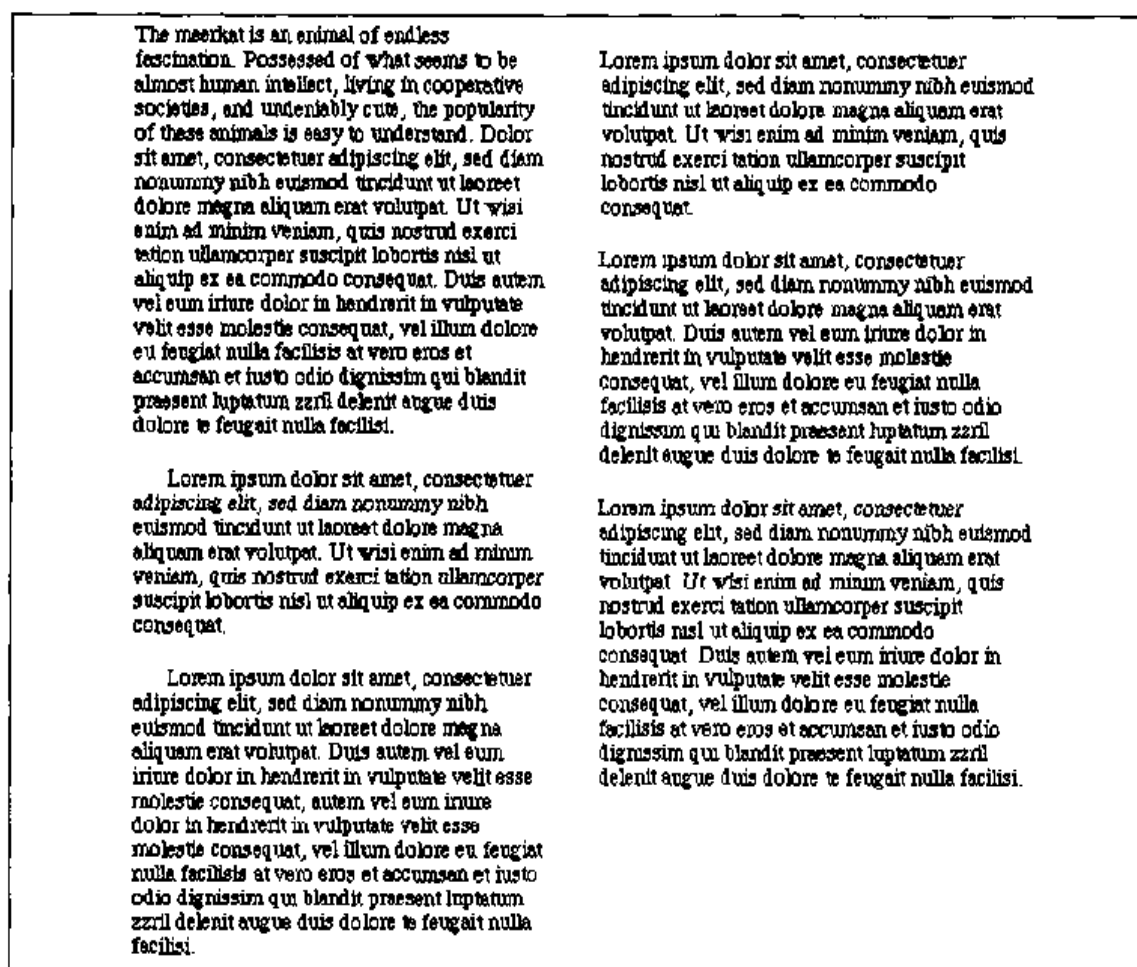 The meerkat is an animal of endless
fascination. Possessed of what seems to be
almost human intellect, living in cooperative
societies, and undeniably cute, the popularity
of these animals is easy to understand. Dolor
sit amet, consectetuer adipiscing elit, sed diam
nonummy nibh euismod tincidunt ut laoreet
dolore magna aliquam erat volutpat. Ut wisi
enim ad minim veniam, quis nostrud exerci
tation ullamcorper suscipit lobortis nisl ut
aliquip ex ea commodo consequat. Duis autem
vel eum iriure dolor in hendrerit in vulputate
velit esse molestie consequat, vel illum dolore
eu feugiat nulla facilisis at vero eros et
accumsan et iusto odio dignissim qui blandit
praesent luptatum zzril delenit augue duis
dolore te feugait nulla facilisi.
Lorem ipsum dolor sit amet, consectetuer
adipiscing elit, sed diam nonummy nibh
euismod tincidunt ut laoreet dolore magna
aliquam erat volutpat. Ut wisi enim ad minim
veniam, quis nostrud exerci tation ullamcorper
suscipit lobortis nisl ut aliquip ex ea commodo
consequat.
Lorem ipsum dolor sit amet, consectetuer
adipiscing elit, sed diam nonummy nibh
euismod tincidunt ut laoreet dolore magna
aliquam erat volutpat. Duis autem vel eum
iriure dolor in hendrerit in vulputate velit esse
molestie consequat, autem vel eum iriure
dolor in hendrerit in vulputate velit esse
molestie consequat, vel illum dolore eu feugiat
nulla facilisis at vero eros et accumsan et iusto
odio dignissim qui blandit praesent luptatum
zzril delenit augue duis dolore te feugait nulla
facilisi.
Lorem ipsum dolor sit amet, consectetuer
adipiscing elit, sed diam nonummy nibh euismod
tincidunt ut laoreet dolore magna aliquam erat
volutpat. Ut wisi enim ad minim veniam, quis
nostrud exerci tation ullamcorper suscipit
lobortis nisl ut aliquip ex ea commodo
consequat.
Lorem ipsum dolor sit amet, consectetuer
adipiscing elit, sed diam nonummy nibh euismod
tincidunt ut laoreet dolore magna aliquam erat
volutpat. Duis autem vel eum iriure dolor in
hendrerit in vulputate velit esse molestie
consequat, vel illum dolore eu feugiat nulla
facilisis at vero eros et accumsan et iusto odio
dignissim qui blandit praesent luptatum zzril
delenit augue duis dolore te feugait nulla facilisi.
Lorem ipsum dolor sit amet, consectetuer
adipiscing elit, sed diam nonummy nibh euismod
tincidunt ut laoreet dolore magna aliquam erat
volutpat. Ut wisi enim ad minim veniam, quis
nostrud exerci tation ullamcorper suscipit
lobortis nisl ut aliquip ex ea commodo
consequat. Duis autem vel eum iriure dolor in
hendrerit in vulputate velit esse molestie
consequat, vel illum dolore eu feugiat nulla
facilisis at vero eros et accumsan et iusto odio
dignissim qui blandit praesent luptatum zzril
delenit augue duis dolore te feugait nulla facilisi.